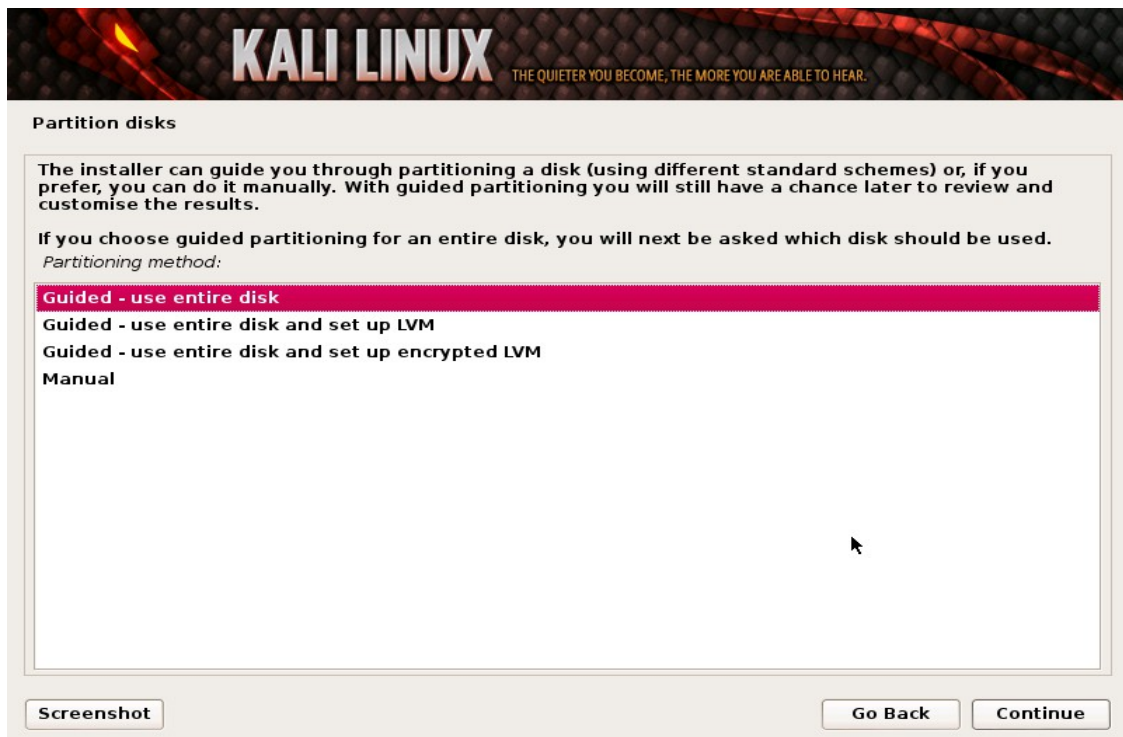 KALI LINUX
THE QUIETER YOU BECOME, THE MORE YOU ARE ABLE TO HEAR.
Partition disks
The installer can guide you through partitioning a disk (using different standard schemes) or, if you
prefer, you can do it manually. With guided partitioning you will still have a chance later to review and
customise the results.
If you choose guided partitioning for an entire disk, you will next be asked which disk should be used.
Partitioning method:
Guided - use entire disk
Guided - use entire disk and set up LVM
Guided - use entire disk and set up encrypted LVM
Manual
Screenshot
Go Back
Continue